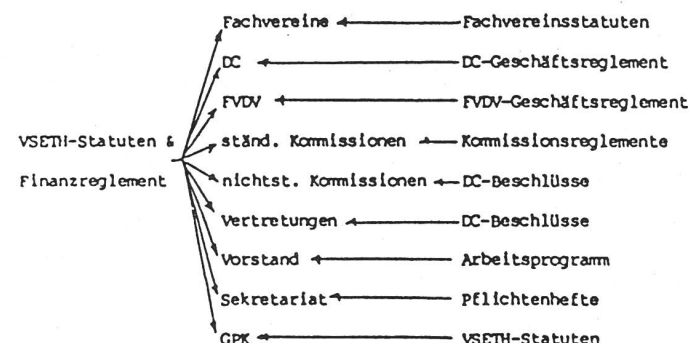 Fachvereine Fachvereinsstatuten
DC DC-Geschäftsreglement
FVDV FVDV-Geschäftsreglement
VSETH-Statuten & ständ. Kommissionen Kommissionsreglemente
Finanzreglement nichtst. Kommissionen DC-Beschlüsse
Vertretungen DC-Beschlüsse
Vorstand Arbeitsprogramm
Sekretariat Pflichtenhefte
GPK VSETH-Statuten